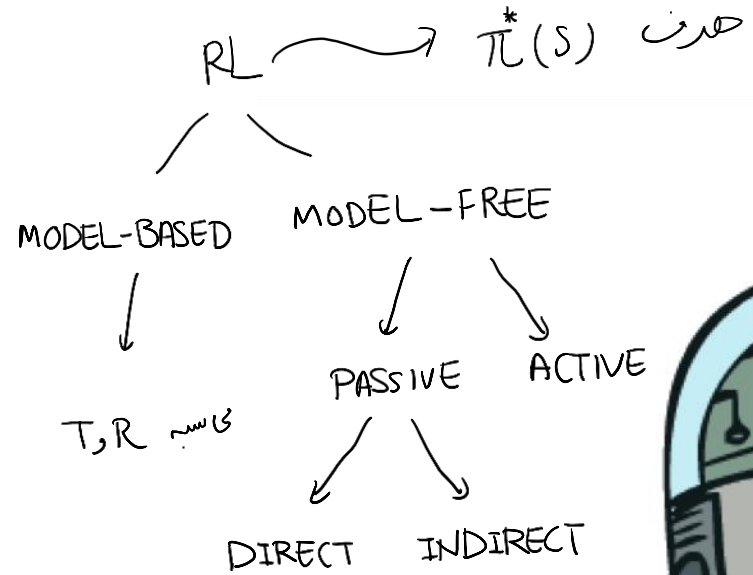 RL → π*(S) هدف
MODEL-BASED MODEL-FREE
PASSIVE ACTIVE
محاسبه T,R
DIRECT INDIRECT